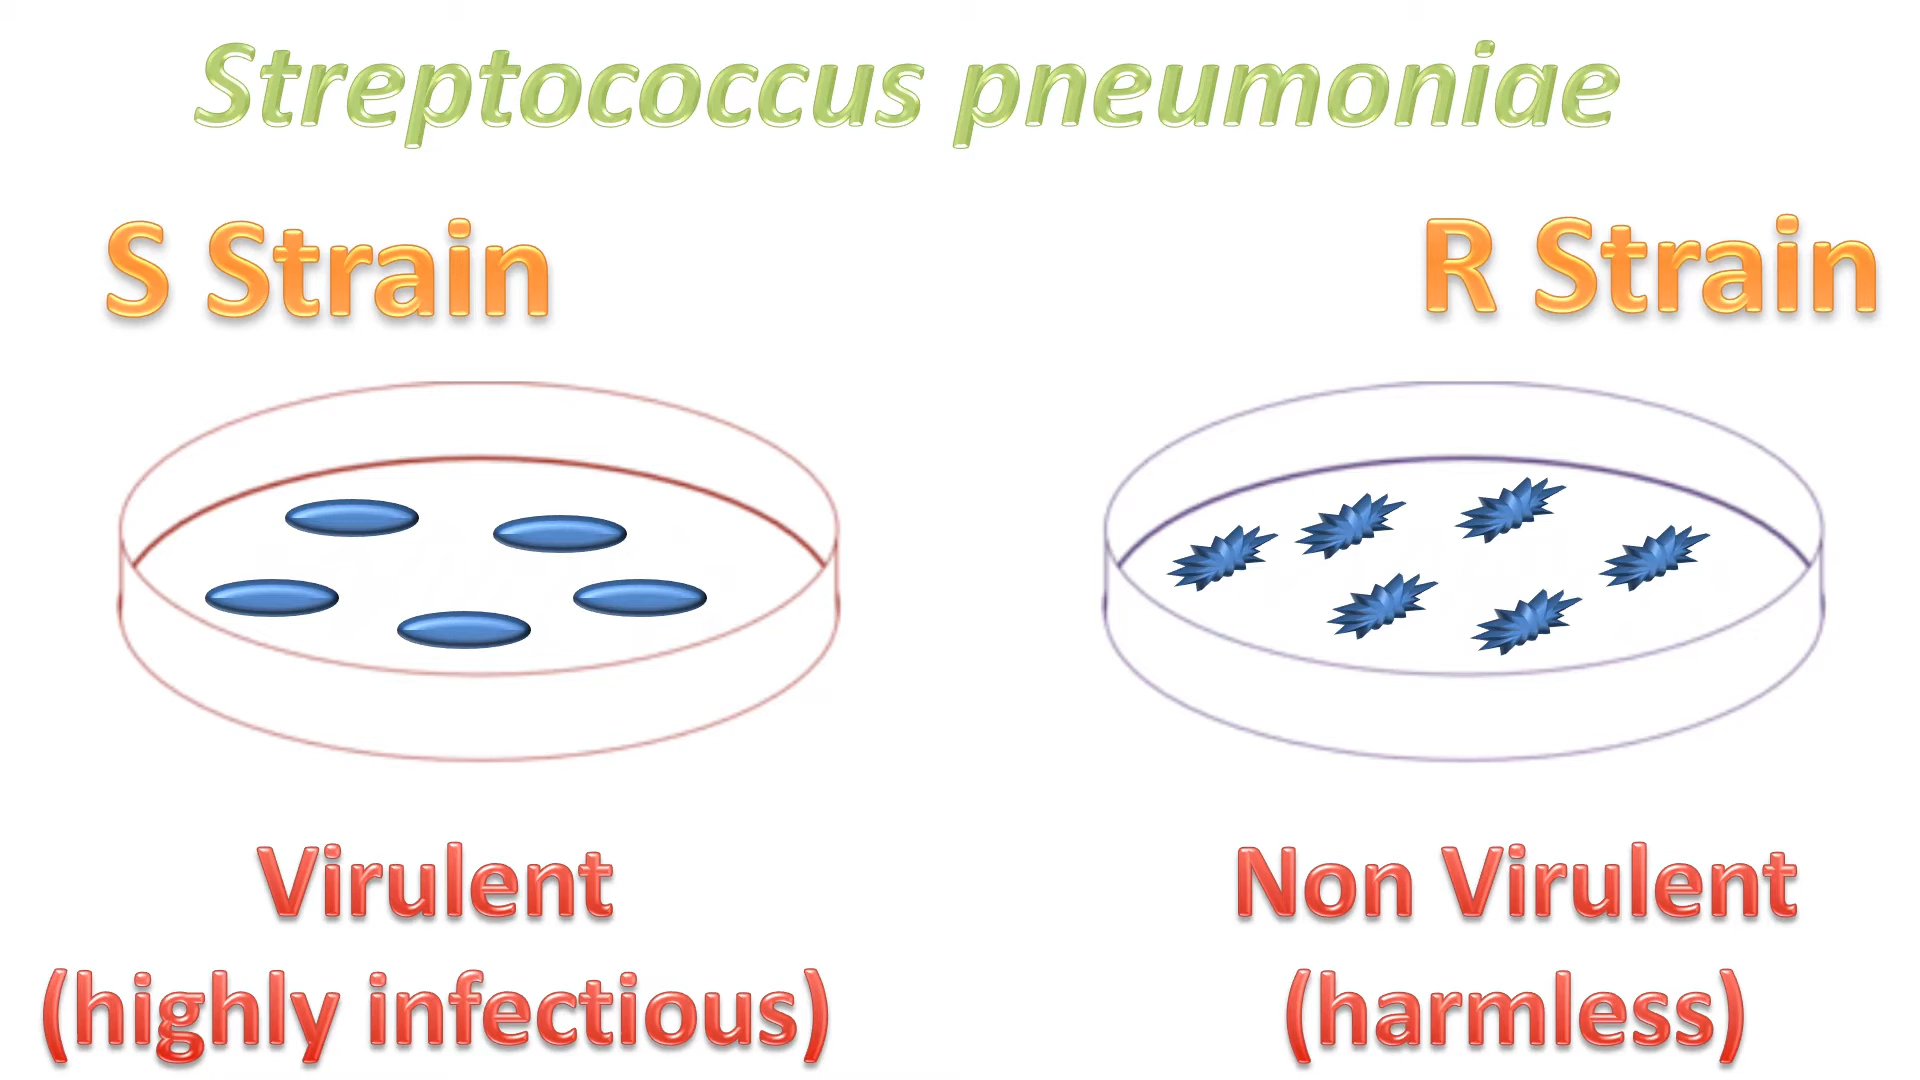 Streptococcus pneumoniae
S Strain
R Strain
Virulent
(highly infectious)
Non Virulent
(harmless)